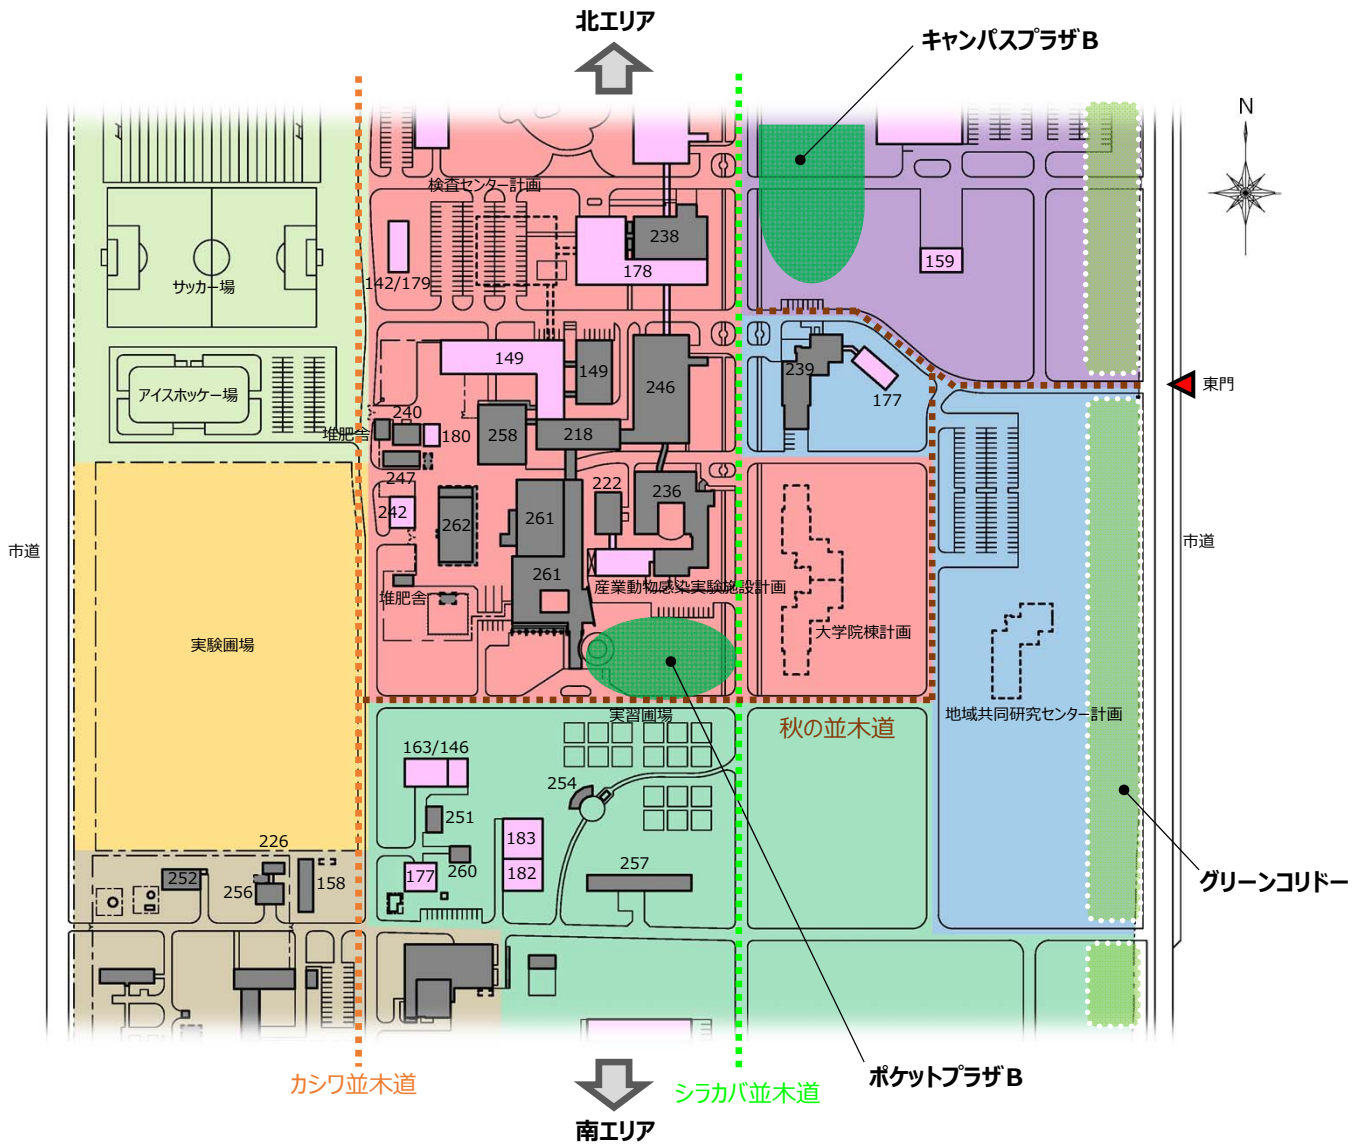 北エリア
キャンパスプラザB
N
検査センター計画
238
159
178
142/179
サッカー場
149
149
246
239
177
東門
アイスホッケー場
240
堆肥舎
180
258
218
247
222
236
242
262
261
市道
市道
261
産業動物感染実験施設計画
堆肥舎
大学院棟計画
実験圃場
実習圃場
地域共同研究センター計画
秋の並木道
163/146
254
251
183
226
260
257
252
256
158
177
182
グリーンコリドー
カシワ並木道
シラカバ並木道
ポケットプラザB
南エリア